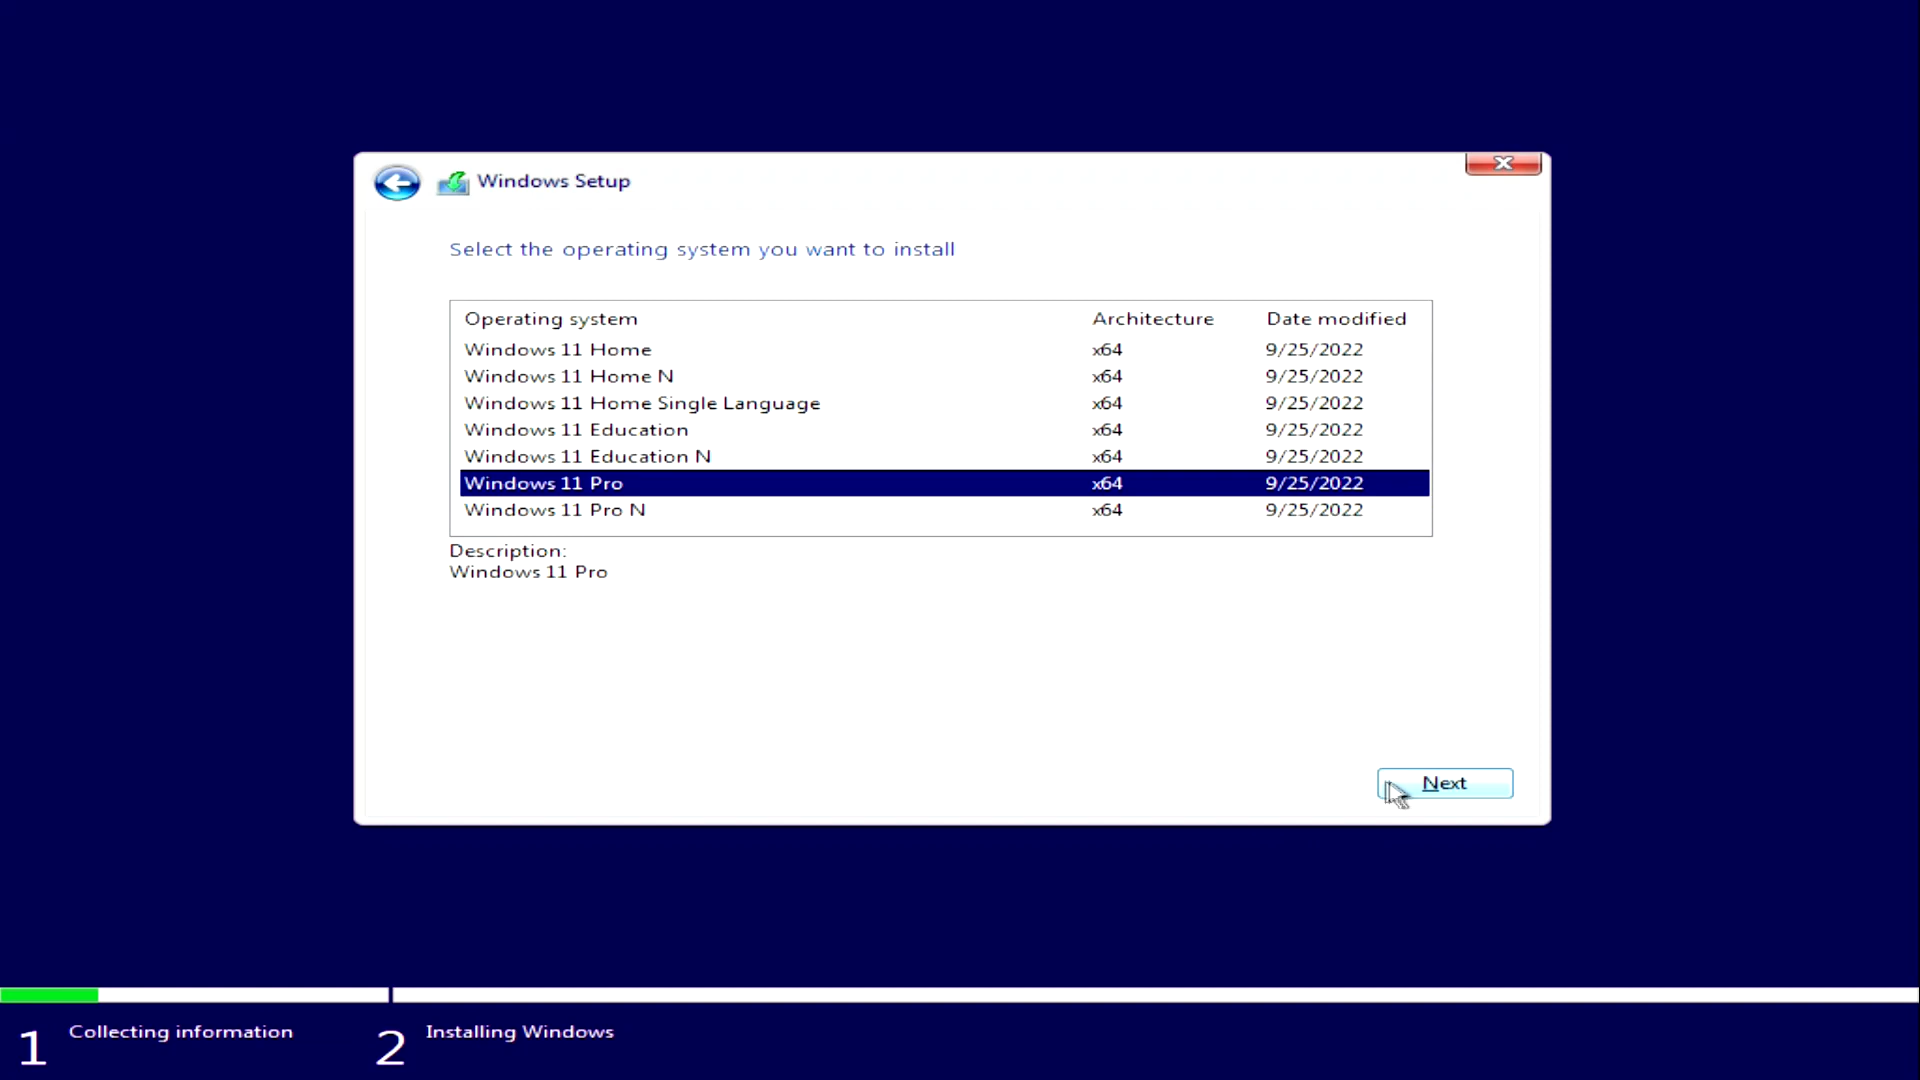 Windows Setup
Select the operating system you want to install
Operating system Architecture Date modified
Windows 11 Home x64 9/25/2022
Windows 11 Home N x64 9/25/2022
Windows 11 Home Single Language x64 9/25/2022
Windows 11 Education x64 9/25/2022
Windows 11 Education N x64 9/25/2022
Windows 11 Pro x64 9/25/2022
Windows 11 Pro N x64 9/25/2022
Description:
Windows 11 Pro
Next
1 Collecting information 2 Installing Windows